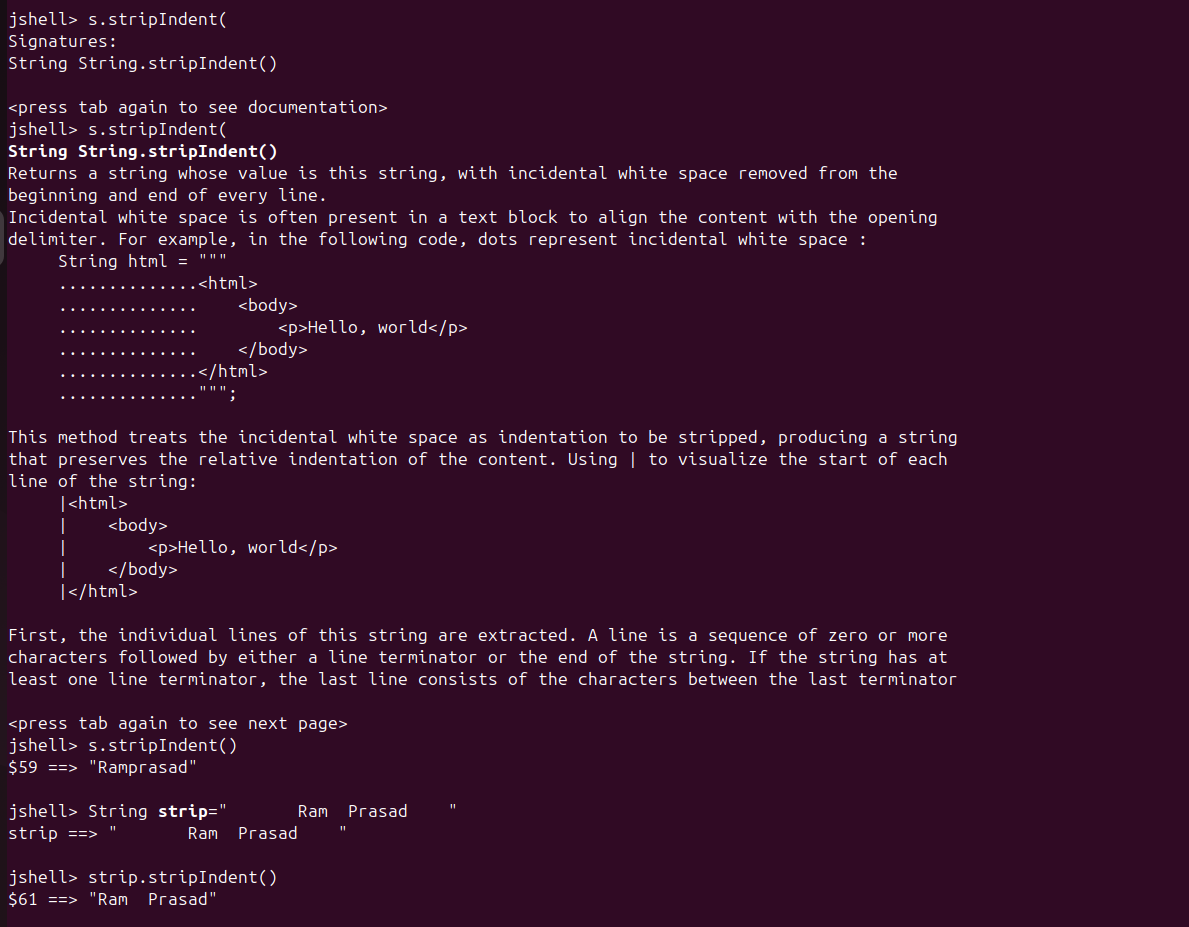 jshell> s.stripIndent(
Signatures:
String String.stripIndent()

<press tab again to see documentation>
jshell> s.stripIndent(
String String.stripIndent()
Returns a string whose value is this string, with incidental white space removed from the
beginning and end of every line.
Incidental white space is often present in a text block to align the content with the opening
delimiter. For example, in the following code, dots represent incidental white space :
     String html = """
     ..............<html>
     ..............    <body>
     ..............        <p>Hello, world</p>
     ..............    </body>
     ..............</html>
     ..............""";

This method treats the incidental white space as indentation to be stripped, producing a string
that preserves the relative indentation of the content. Using | to visualize the start of each
line of the string:
     |<html>
     |    <body>
     |        <p>Hello, world</p>
     |    </body>
     |</html>

First, the individual lines of this string are extracted. A line is a sequence of zero or more
characters followed by either a line terminator or the end of the string. If the string has at
least one line terminator, the last line consists of the characters between the last terminator

<press tab again to see next page>
jshell> s.stripIndent()
$59 ==> "Ramprasad"

jshell> String strip="       Ram  Prasad    "
strip ==> "       Ram  Prasad    "

jshell> strip.stripIndent()
$61 ==> "Ram  Prasad"